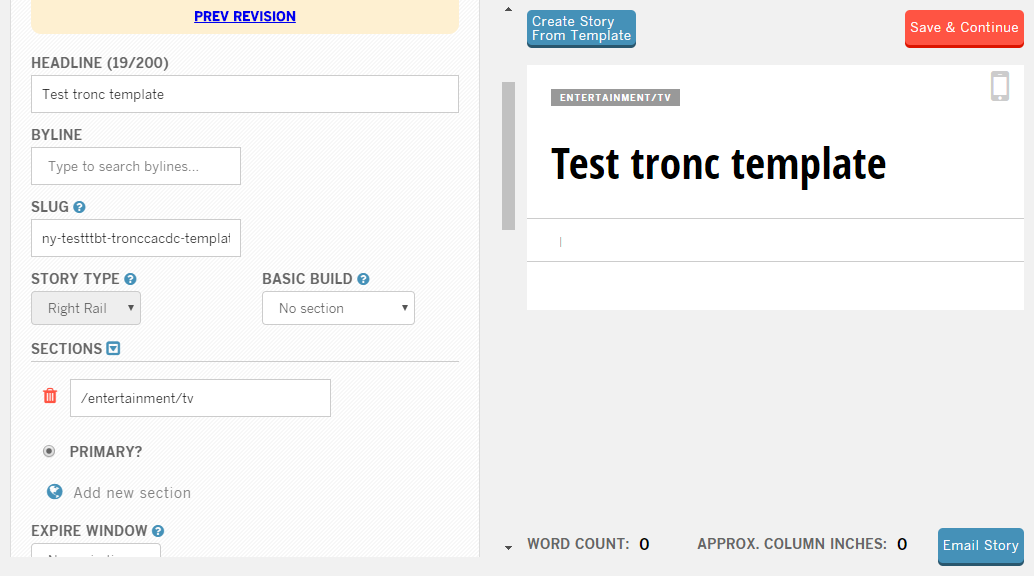 PREV REVISION
HEADLINE (19/200)
Test tronc template
BYLINE
Type to search bylines...
SLUG
ny-testttbt-tronccacdc-templat
STORY TYPE
BASIC BUILD
Right Rail
No section
SECTIONS
/entertainment/tv
PRIMARY?
Add new section
EXPIRE WINDOW
Create Story
From Template
Save & Continue
ENTERTAINMENT/TV
Test tronc template
WORD COUNT: 0
APPROX. COLUMN INCHES: 0
Email Story